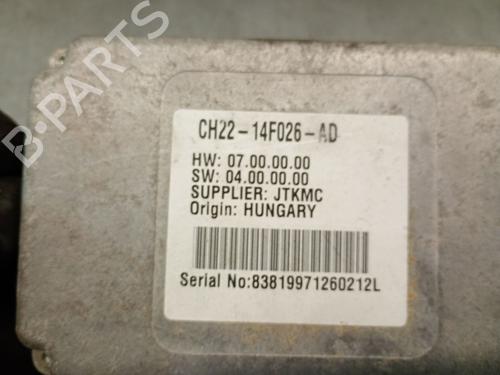 CH22-14F026-AD
HW: 07.00.00.00
SW: 04.00.00.00
SUPPLIER: JTKMC
Origin: HUNGARY
Serial No:83819971260212L